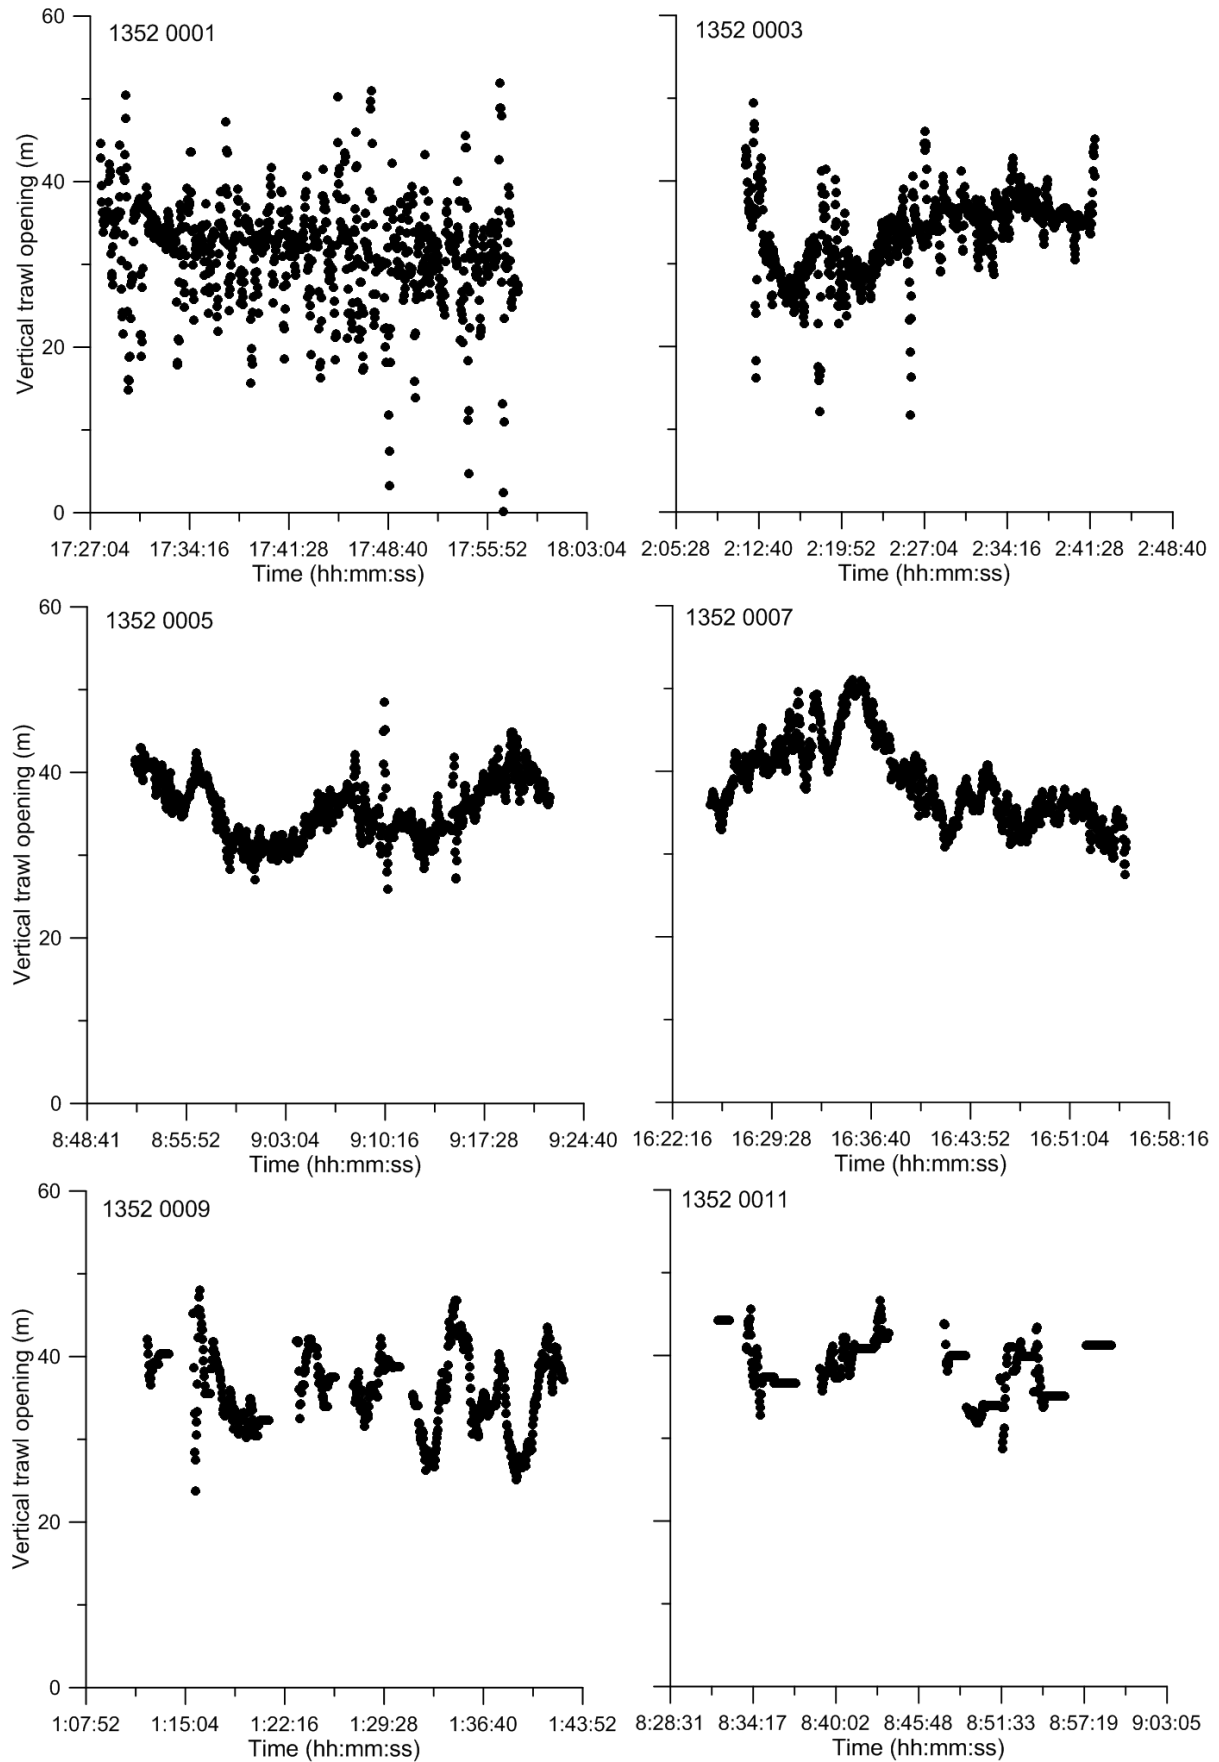 60
1352 0001
1352 0003
40
20
0
Vertical trawl opening (m)
17:27:04 17:34:16 17:41:28 17:48:40 17:55:52 18:03:04
2:05:28 2:12:40 2:19:52 2:27:04 2:34:16 2:41:28 2:48:40
Time (hh:mm:ss)
Time (hh:mm:ss)
60
1352 0005
1352 0007
40
20
0
Vertical trawl opening (m)
8:48:41 8:55:52 9:03:04 9:10:16 9:17:28 9:24:40
16:22:16 16:29:28 16:36:40 16:43:52 16:51:04 16:58:16
Time (hh:mm:ss)
Time (hh:mm:ss)
60
1352 0009
1352 0011
40
20
0
Vertical trawl opening (m)
1:07:52 1:15:04 1:22:16 1:29:28 1:36:40 1:43:52
8:28:31 8:34:17 8:40:02 8:45:48 8:51:33 8:57:19 9:03:05
Time (hh:mm:ss)
Time (hh:mm:ss)